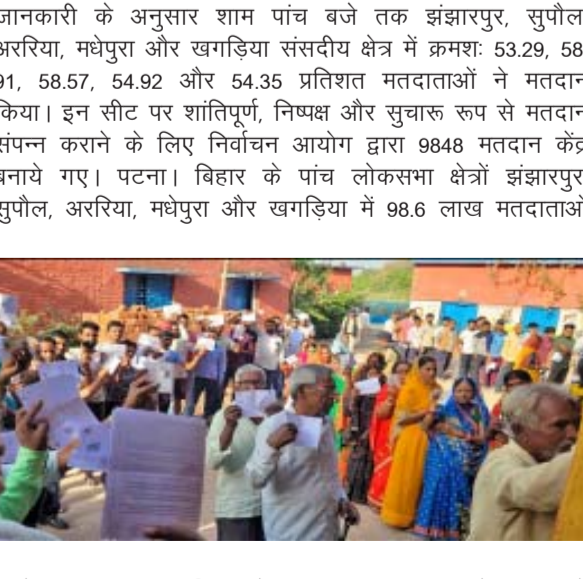 जानकारी के अनुसार शाम पांच बजे तक झंझारपुर, सुपौल
अररिया, मधेपुरा और खगड़िया संसदीय क्षेत्र में क्रमशः 53.29, 58
91, 58.57, 54.92 और 54.35 प्रतिशत मतदाताओं ने मतदान
किया। इन सीट पर शांतिपूर्ण, निष्पक्ष और सुचारू रूप से मतदान
संपन्न कराने के लिए निर्वाचन आयोग द्वारा 9848 मतदान केंद्र
बनाये गए। पटना। बिहार के पांच लोकसभा क्षेत्रों झंझारपुर
सुपौल, अररिया, मधेपुरा और खगड़िया में 98.6 लाख मतदाताओं